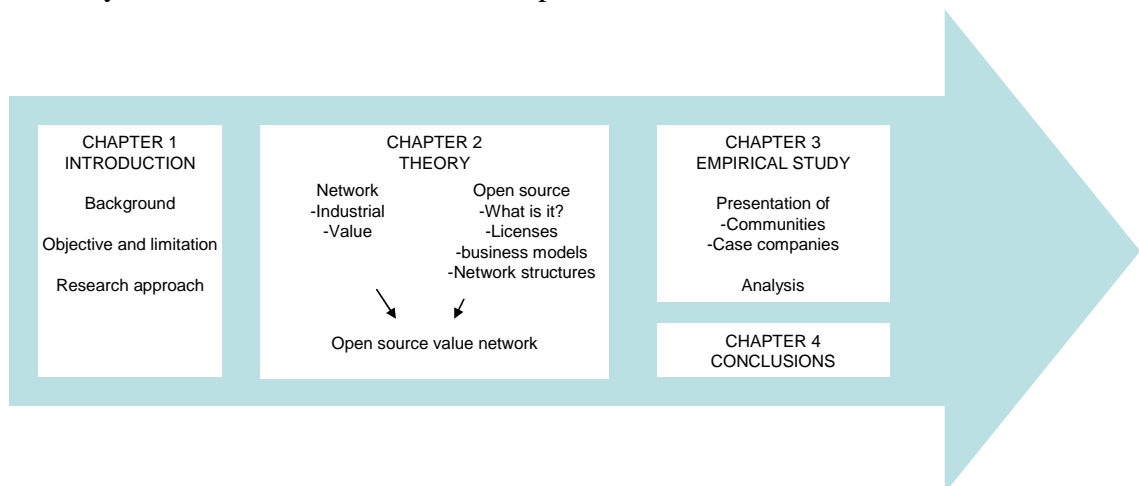 CHAPTER 1
INTRODUCTION
Background
Objective and limitation
Research approach
CHAPTER 2
THEORY
Network
-Industrial
-Value
Open source
-What is it?
-Licenses
-business models
-Network structures
Open source value network
CHAPTER 3
EMPIRICAL STUDY
Presentation of
-Communities
-Case companies
Analysis
CHAPTER 4
CONCLUSIONS